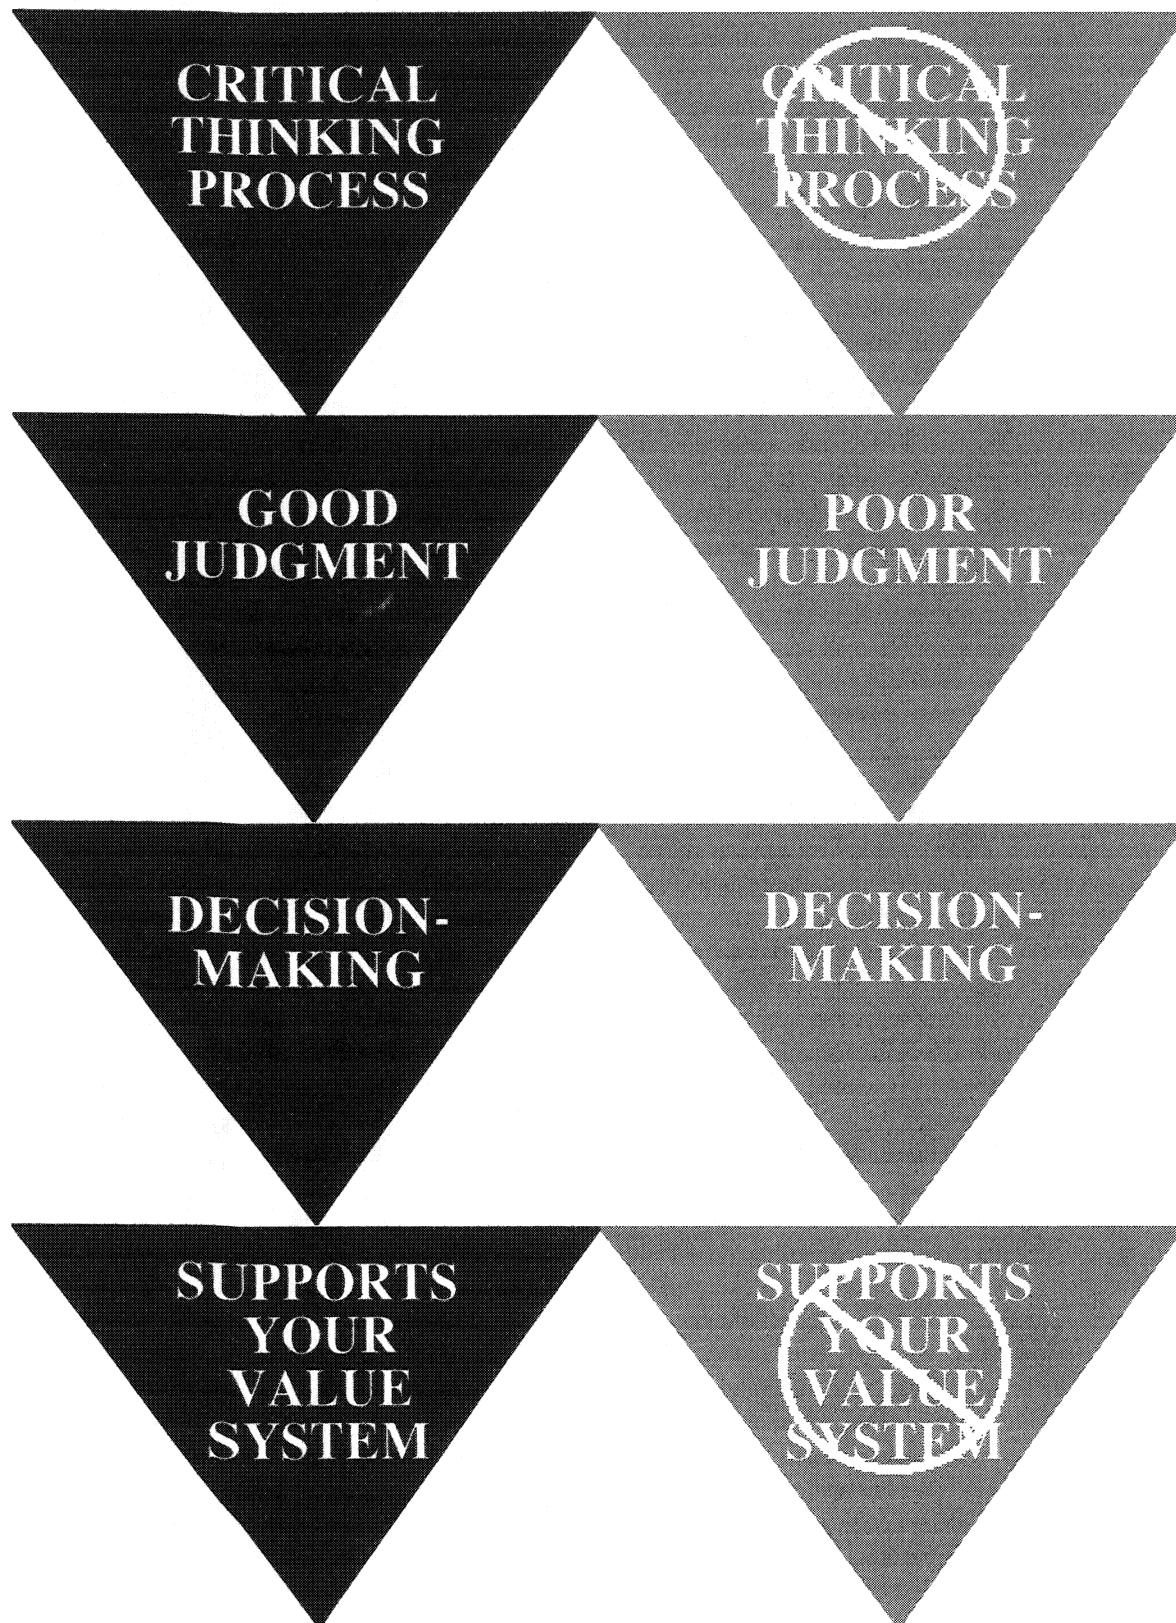 CRITICAL
THINKING
PROCESS
CRITICAL
THINKING
PROCESS
GOOD
JUDGMENT
POOR
JUDGMENT
DECISION-
MAKING
DECISION-
MAKING
SUPPORTS
YOUR
VALUE
SYSTEM
SUPPORTS
YOUR
VALUE
SYSTEM